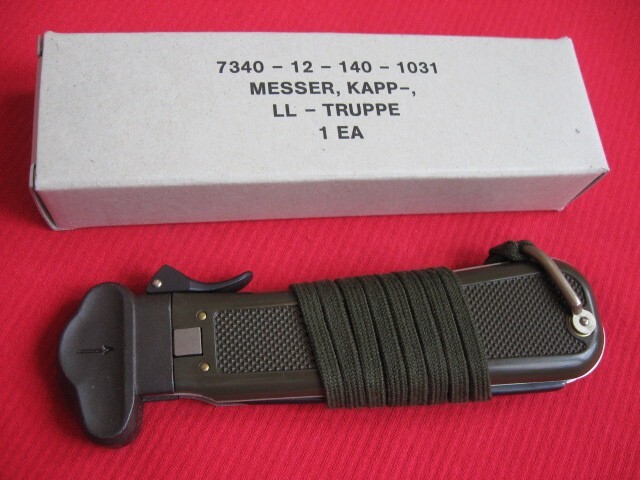 7340 - 12 - 140 - 1031
MESSER, KAPP-,
LL - TRUPPE
1 EA